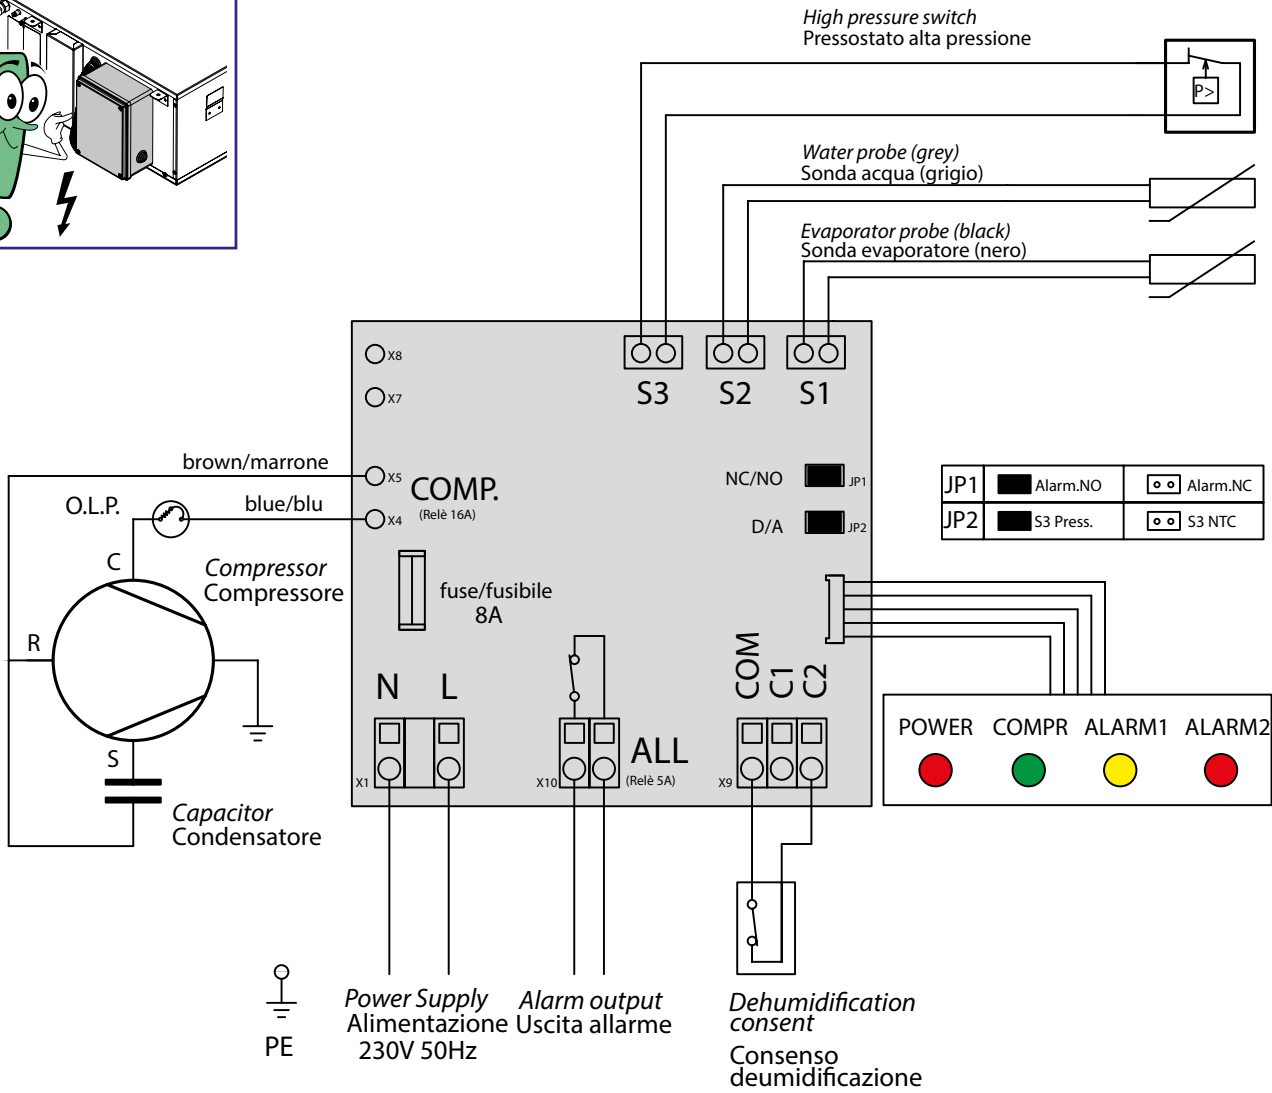 High pressure switch
Pressostato alta pressione
P>
Water probe (grey)
Sonda acqua (grigio)
Evaporator probe (black)
Sonda evaporatore (nero)
X8
X7
S3 S2 S1
brown/marrone
X5
COMP.
(Relè 16A)
NC/NO
JP1
O.L.P.
blue/blu
X4
D/A
JP2
JP1 Alarm.NO Alarm.NC
JP2 S3 Press. S3 NTC
C
Compressor
Compressore
fuse/fusibile
8A
R
N L
COM
C1
C2
POWER COMPR ALARM1 ALARM2
S
X1
X10
ALL
(Relè 5A)
X9
Capacitor
Condensatore
PE
Power Supply
Alimentazione
230V 50Hz
Alarm output
Uscita allarme
Dehumidification
consent
Consenso
deumidificazione